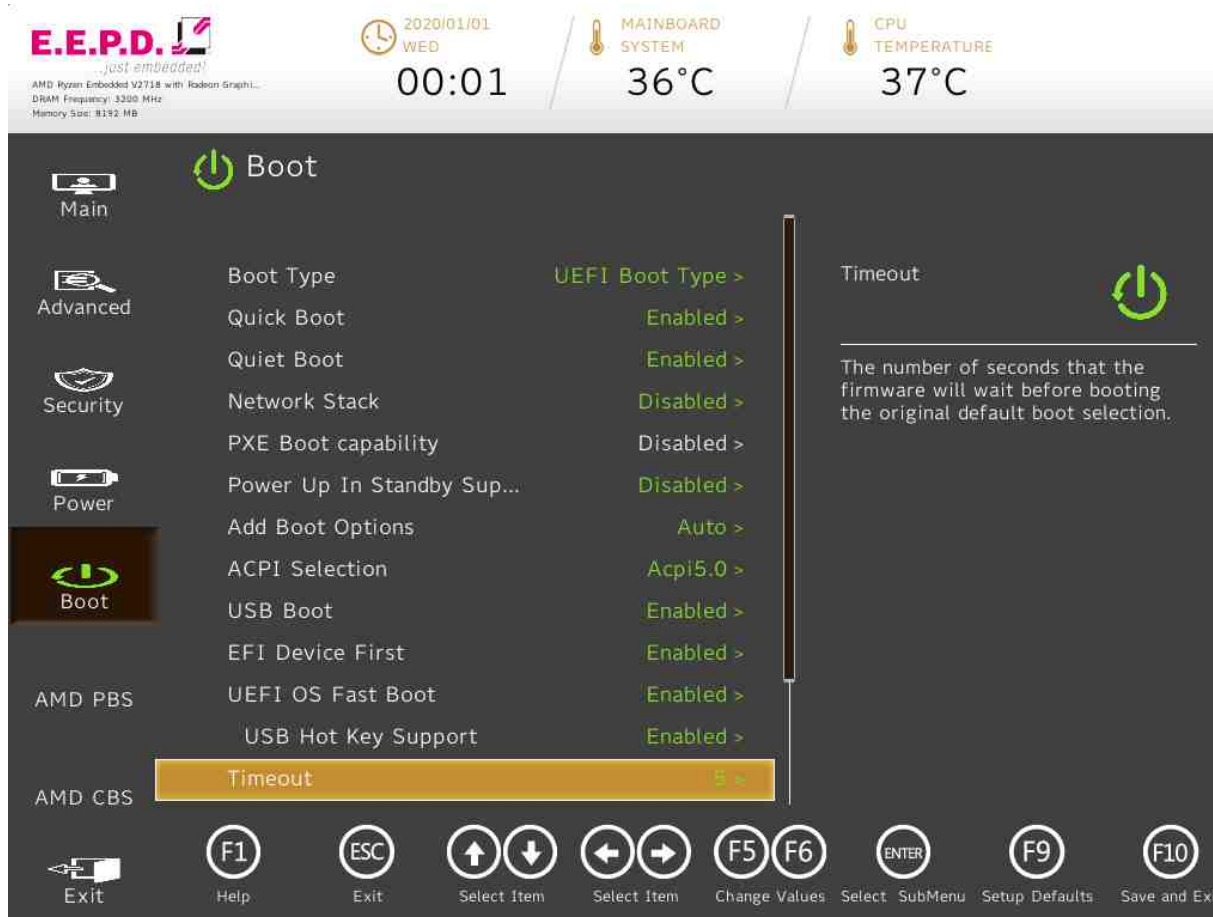 E.E.P.D.
...just embedded!
AMD Ryzen Embedded V2718 with Radeon Graphi...
DRAM Frequency: 3200 MHz
Memory Size: 8192 MB
2020/01/01
WED
00:01
MAINBOARD
SYSTEM
36°C
CPU
TEMPERATURE
37°C
Main
Advanced
Security
Power
Boot
AMD PBS
AMD CBS
Exit
Boot
Boot Type UEFI Boot Type >
Quick Boot Enabled >
Quiet Boot Enabled >
Network Stack Disabled >
PXE Boot capability Disabled >
Power Up In Standby Sup... Disabled >
Add Boot Options Auto >
ACPI Selection Acpi5.0 >
USB Boot Enabled >
EFI Device First Enabled >
UEFI OS Fast Boot Enabled >
USB Hot Key Support Enabled >
Timeout 5 >
Timeout
The number of seconds that the
firmware will wait before booting
the original default boot selection.
F1
Help
ESC
Exit
Select Item
Select Item
F5 F6
Change Values
ENTER
Select SubMenu
F9
Setup Defaults
F10
Save and Ex